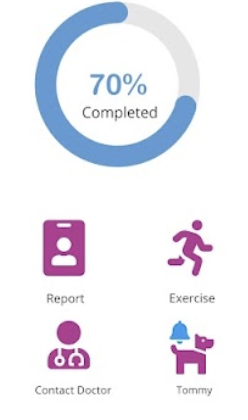 70%
Completed
Report Exercise
Contact Doctor Tommy